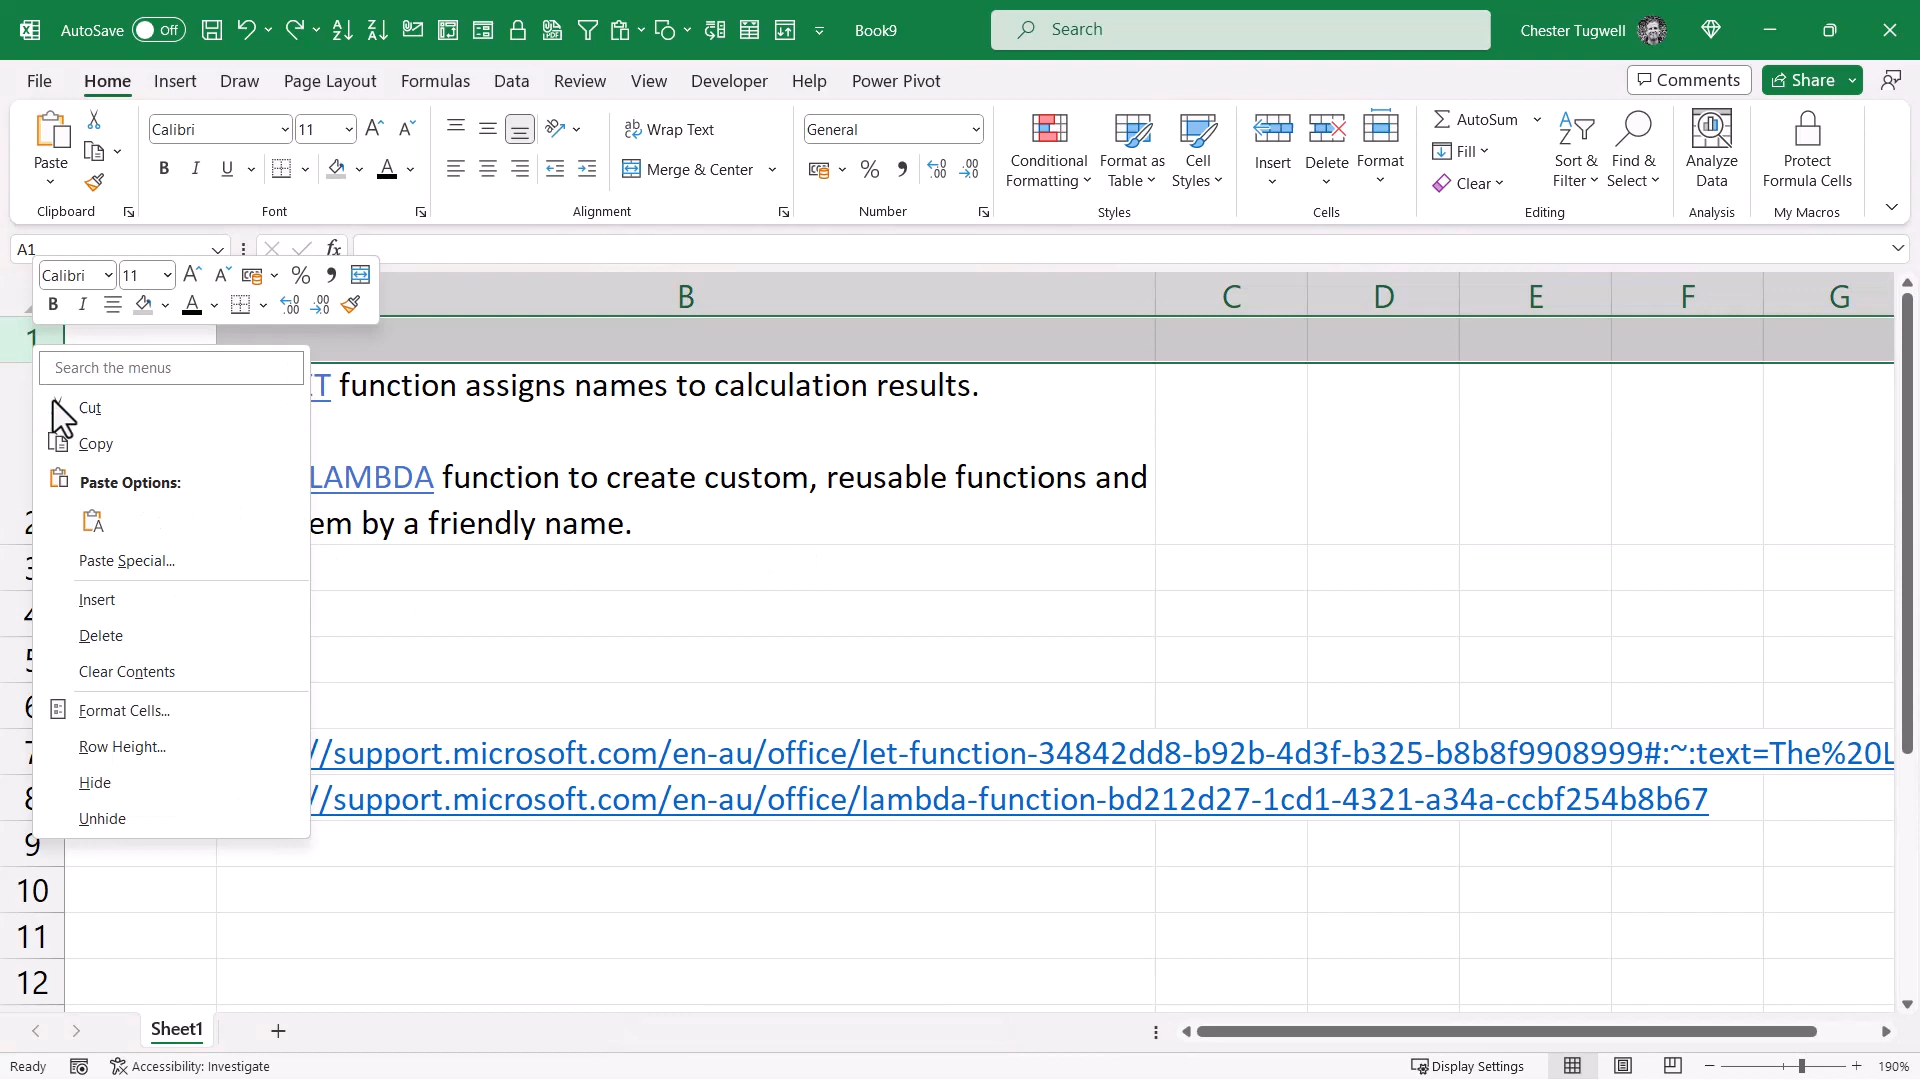 AutoSave Off
Book9
Search
Chester Tugwell
File Home Insert Draw Page Layout Formulas Data Review View Developer Help Power Pivot
Comments Share
Paste
Calibri 11
B I U
Wrap Text
Merge & Center
General
Conditional Formatting
Format as Table
Cell Styles
Insert Delete Format
AutoSum
Fill
Clear
Sort & Filter
Find & Select
Analyze Data
Protect Formula Cells
Clipboard Font Alignment Number Styles Cells Editing Analysis My Macros
A1 fx
Calibri 11
B I A
B C D E F G
1
Search the menus
Cut
Copy
Paste Options:
Paste Special...
Insert
Delete
Clear Contents
Format Cells...
Row Height...
Hide
Unhide
function assigns names to calculation results.
LAMBDA function to create custom, reusable functions and
em by a friendly name.
//support.microsoft.com/en-au/office/let-function-34842dd8-b92b-4d3f-b325-b8b8f9908999#:~:text=The%20L
//support.microsoft.com/en-au/office/lambda-function-bd212d27-1cd1-4321-a34a-ccbf254b8b67
9
10
11
12
Sheet1
Ready Accessibility: Investigate Display Settings 190%